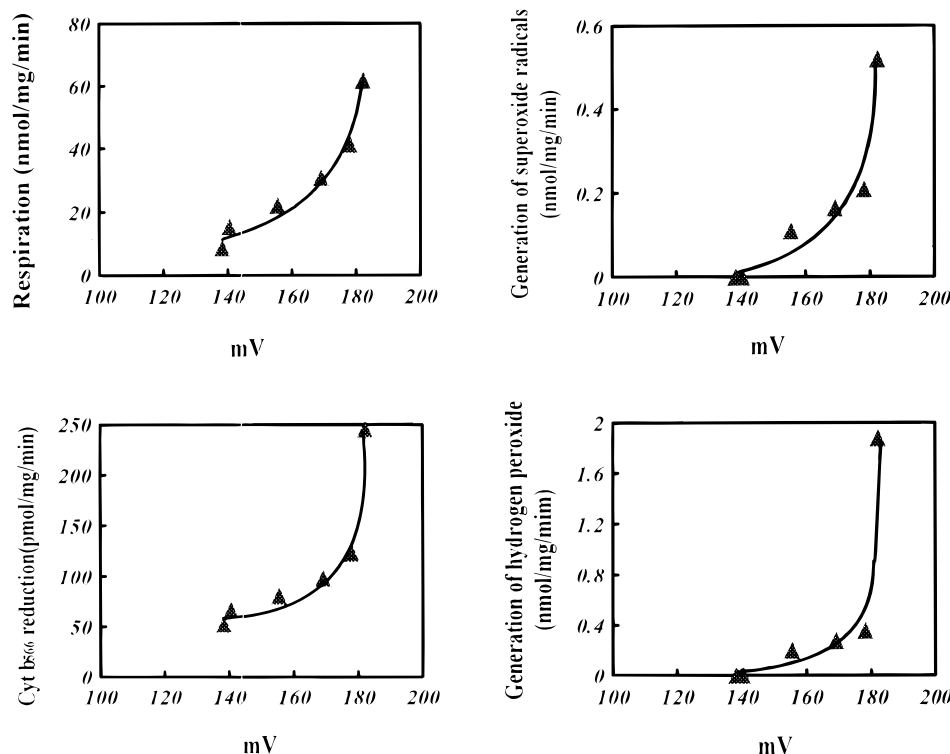 Respiration (nmol/mg/min)
80
60
40
20
0
100 120 140 160 180 200
mV
Generation of superoxide radicals
(nmol/mg/min)
0.6
0.4
0.2
0
100 120 140 160 180 200
mV
Cyt b566 reduction(pmol/mg/min)
250
200
150
100
50
0
100 120 140 160 180 200
mV
Generation of hydrogen peroxide
(nmol/mg/mim)
2
1.6
1.2
0.8
0.4
0
100 120 140 160 180 200
mV